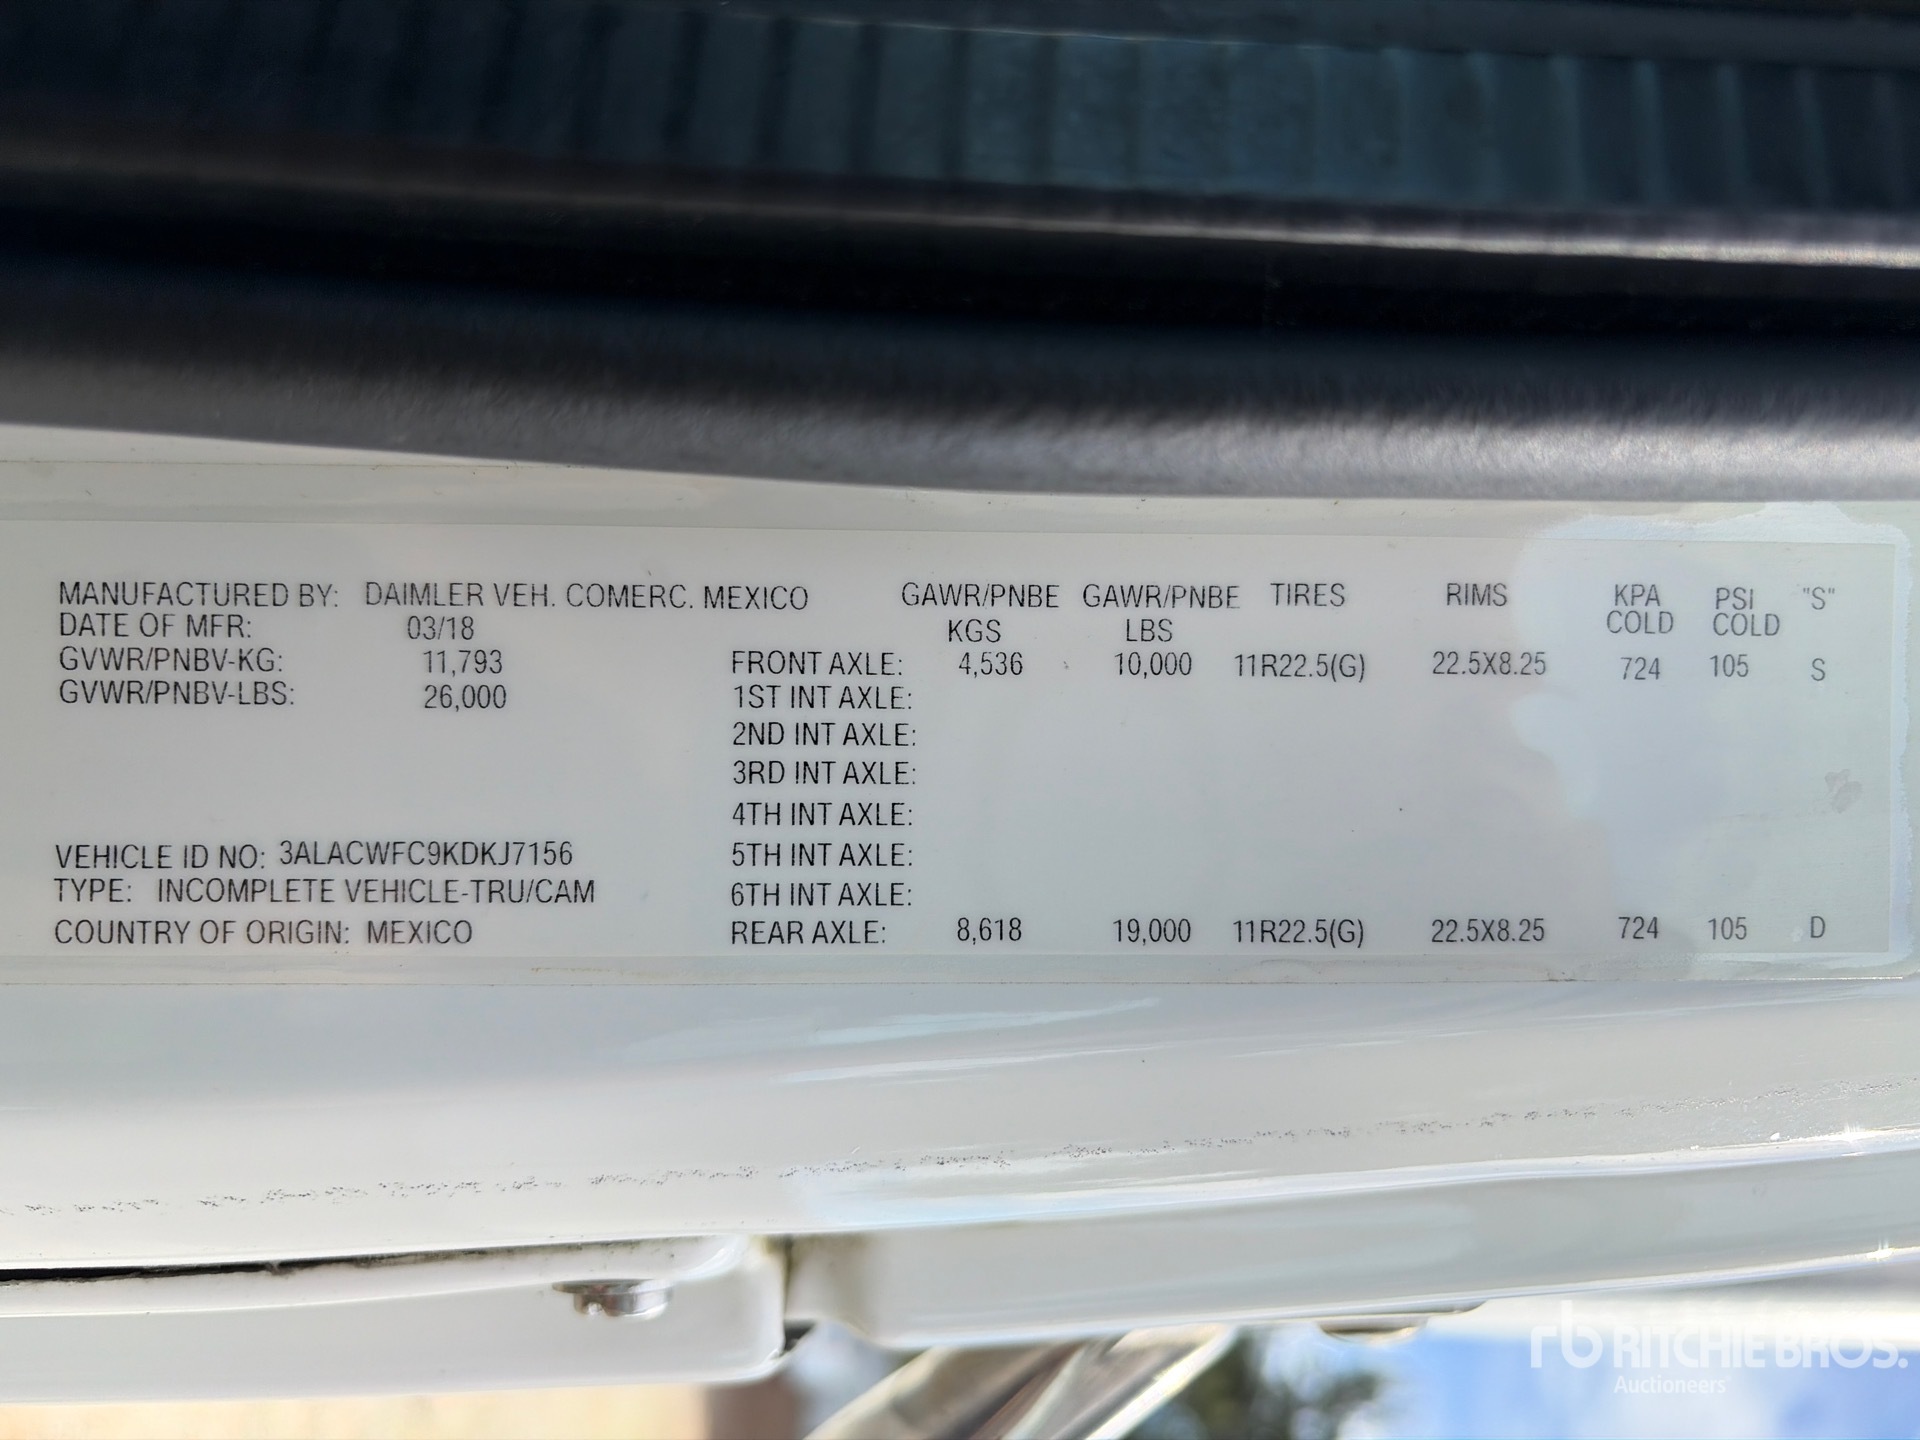 MANUFACTURED BY: DAIMLER VEH. COMERC. MEXICO
DATE OF MFR: 03/18
GVWR/PNBV-KG: 11,793
GVWR/PNBV-LBS: 26,000
VEHICLE ID NO: 3ALACWFC9KDKJ7156
TYPE: INCOMPLETE VEHICLE-TRU/CAM
COUNTRY OF ORIGIN: MEXICO
GAWR/PNBE GAWR/PNBE TIRES RIMS KPA PSI "S"
KGS LBS COLD COLD
FRONT AXLE: 4,536 10,000 11R22.5(G) 22.5X8.25 724 105 S
1ST INT AXLE:
2ND INT AXLE:
3RD INT AXLE:
4TH INT AXLE:
5TH INT AXLE:
6TH INT AXLE:
REAR AXLE: 8,618 19,000 11R22.5(G) 22.5X8.25 724 105 D
rb RITCHIE BROS.
Auctioneers